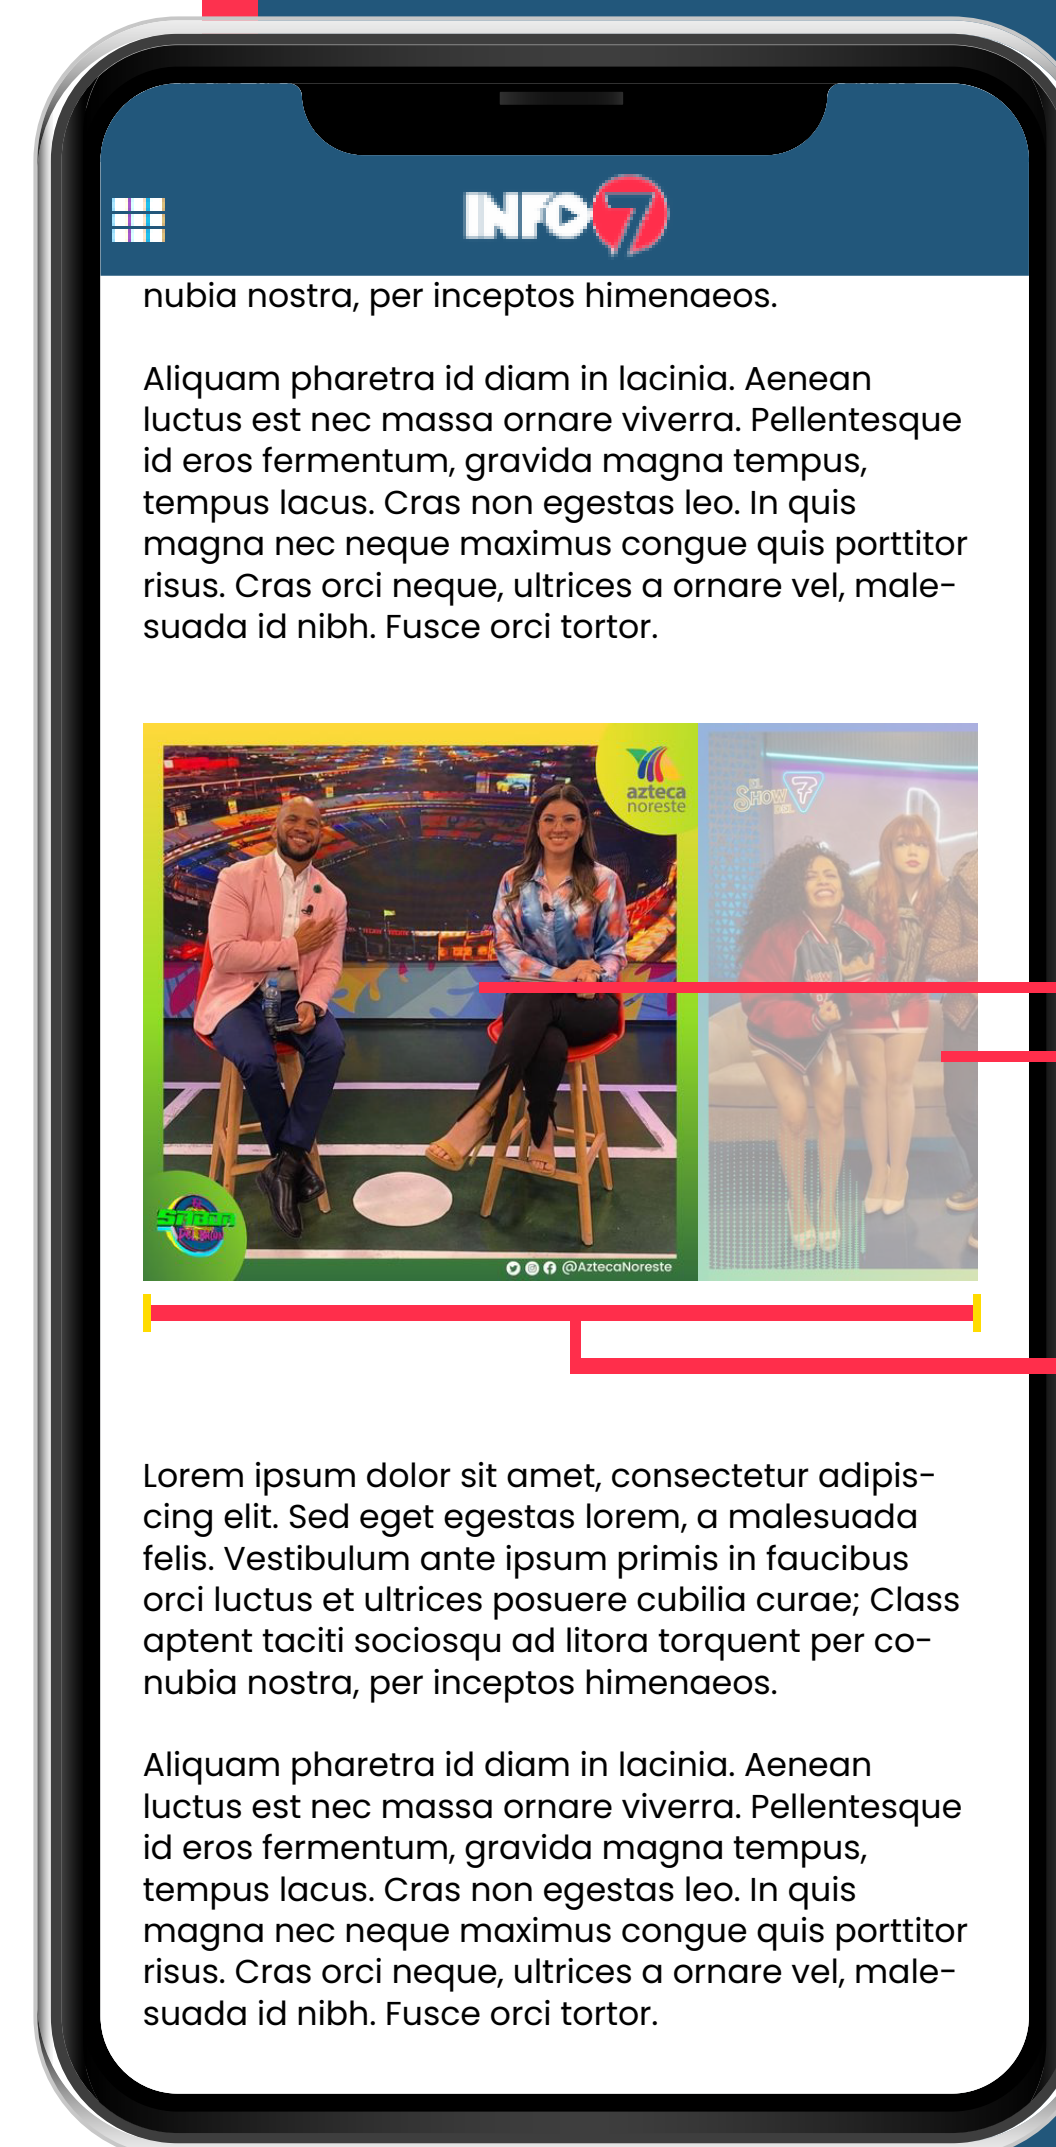 INFO7
nubia nostra, per inceptos himenaeos.
Aliquam pharetra id diam in lacinia. Aenean
luctus est nec massa ornare viverra. Pellentesque
id eros fermentum, gravida magna tempus,
tempus lacus. Cras non egestas leo. In quis
magna nec neque maximus congue quis porttitor
risus. Cras orci neque, ultrices a ornare vel, male-
suada id nibh. Fusce orci tortor.
azteca
noreste
EL
SHOW
DEL 7
@AztecaNoreste
Lorem ipsum dolor sit amet, consectetur adipis-
cing elit. Sed eget egestas lorem, a malesuada
felis. Vestibulum ante ipsum primis in faucibus
orci luctus et ultrices posuere cubilia curae; Class
aptent taciti sociosqu ad litora torquent per co-
nubia nostra, per inceptos himenaeos.
Aliquam pharetra id diam in lacinia. Aenean
luctus est nec massa ornare viverra. Pellentesque
id eros fermentum, gravida magna tempus,
tempus lacus. Cras non egestas leo. In quis
magna nec neque maximus congue quis porttitor
risus. Cras orci neque, ultrices a ornare vel, male-
suada id nibh. Fusce orci tortor.